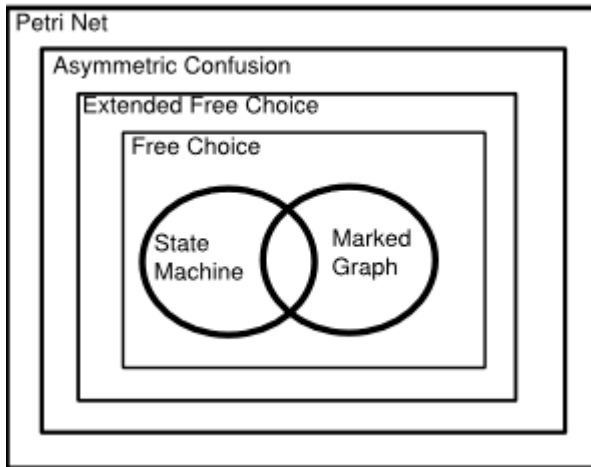 Petri Net
Asymmetric Confusion
Extended Free Choice
Free Choice
State
Machine
Marked
Graph